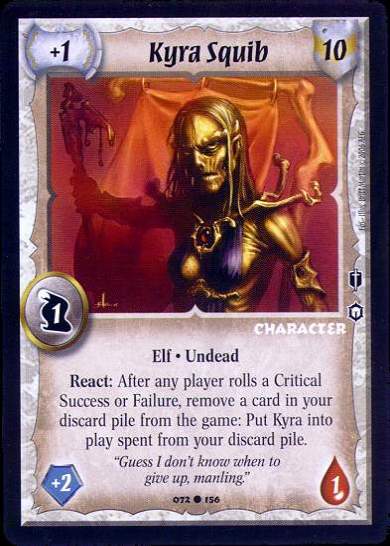 +1
Kyra Squib
10
1
CHARACTER
Elf • Undead
React: After any player rolls a Critical
Success or Failure, remove a card in your
discard pile from the game: Put Kyra into
play spent from your discard pile.
"Guess I don't know when to
give up, manling."
+2
072 ● 156
1